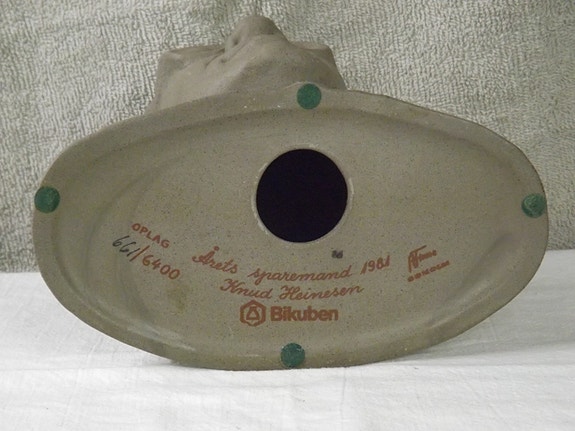 OPLAG
661/6400
Årets sparemand 1981
Knud Heinesen
Bikuben